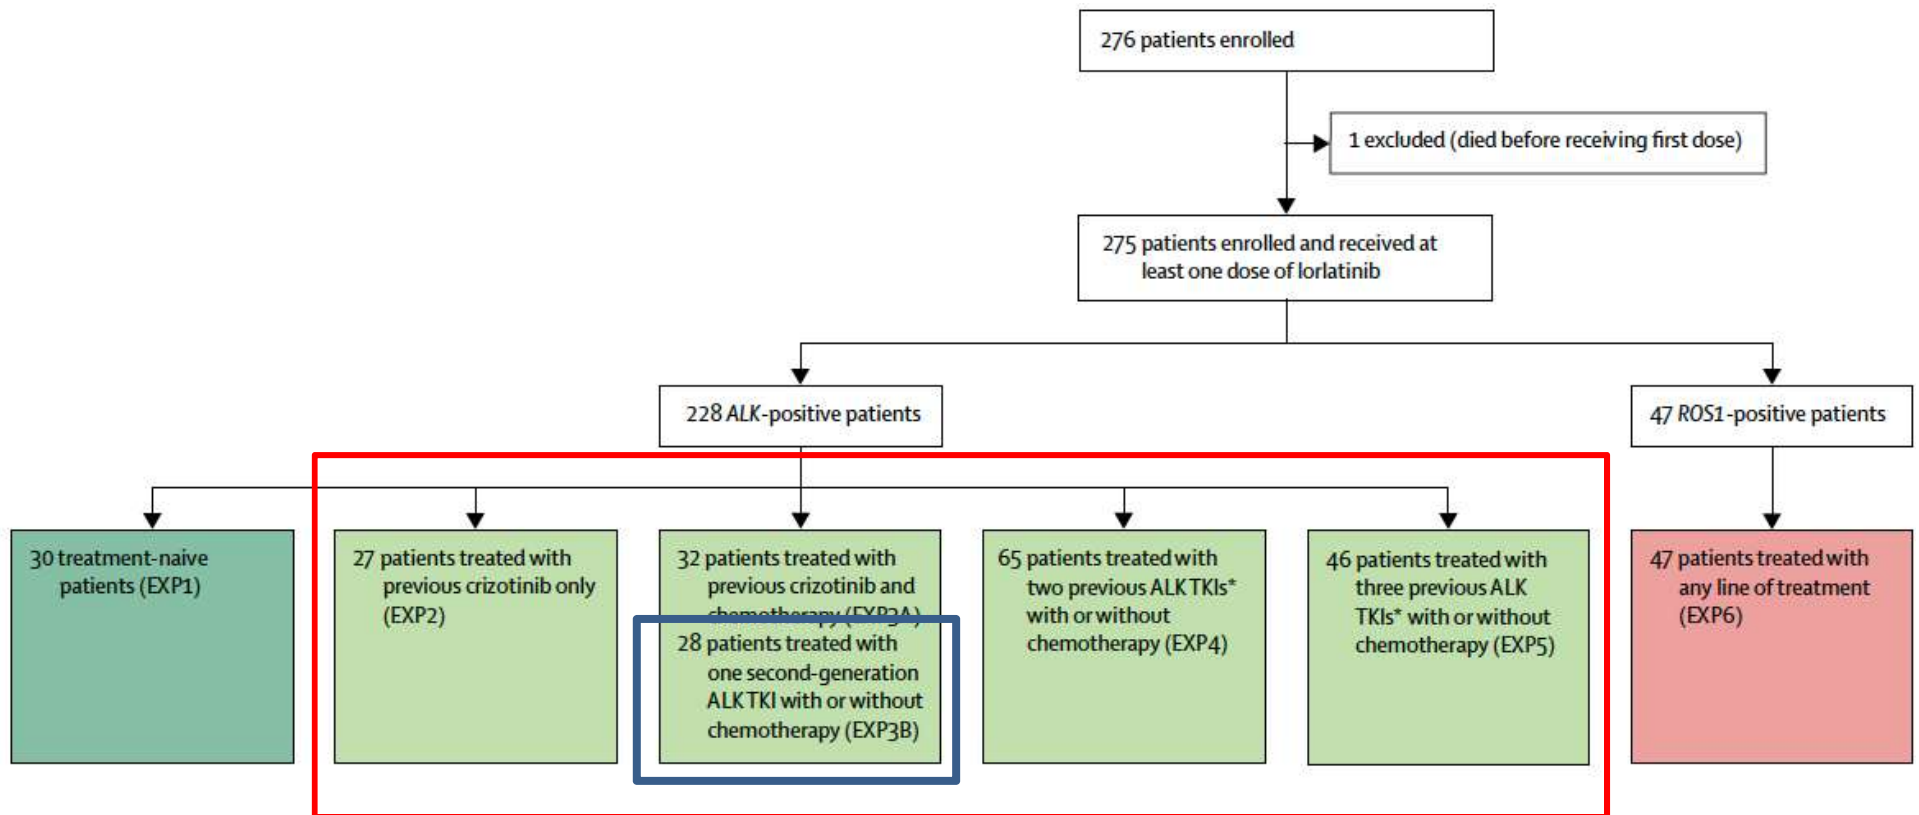 276 patients enrolled
1 excluded (died before receiving first dose)
275 patients enrolled and received at
least one dose of lorlatinib
228 ALK-positive patients
47 ROS1-positive patients
30 treatment-naive
patients (EXP1)
27 patients treated with
previous crizotinib only
(EXP2)
32 patients treated with
previous crizotinib and
chemotherapy (EXP3A)
28 patients treated with
one second-generation
ALK TKI with or without
chemotherapy (EXP3B)
65 patients treated with
two previous ALK TKIs*
with or without
chemotherapy (EXP4)
46 patients treated with
three previous ALK
TKIs* with or without
chemotherapy (EXP5)
47 patients treated with
any line of treatment
(EXP6)